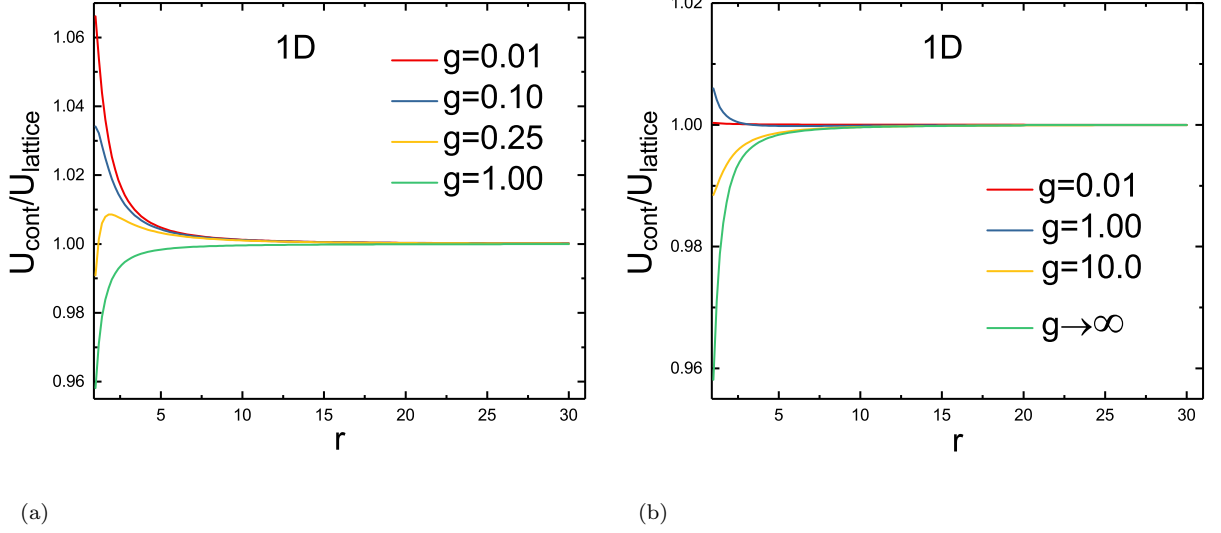 1D
g=0.01
g=0.10
g=0.25
g=1.00
1.06
1.04
1.02
1.00
0.98
0.96
U_cont/U_lattice
5 10 15 20 25 30
r
(a)
1D
1.02
1.00
0.98
0.96
U_cont/U_lattice
g=0.01
g=1.00
g=10.0
g→∞
5 10 15 20 25 30
r
(b)